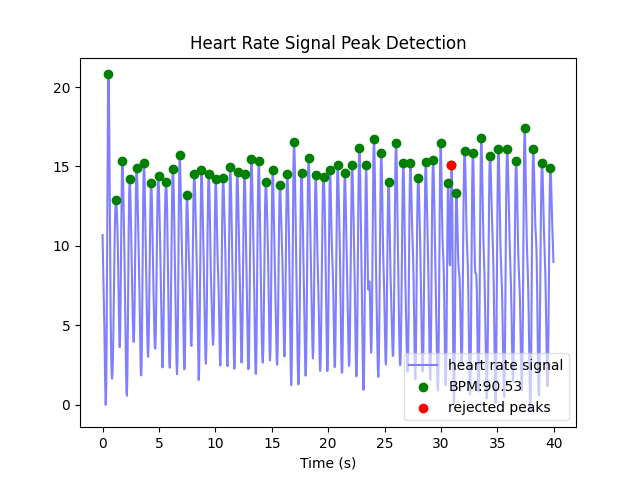 Heart Rate Signal Peak Detection
20
15
10
5
0
heart rate signal
BPM:90.53
rejected peaks
0 5 10 15 20 25 30 35 40
Time (s)